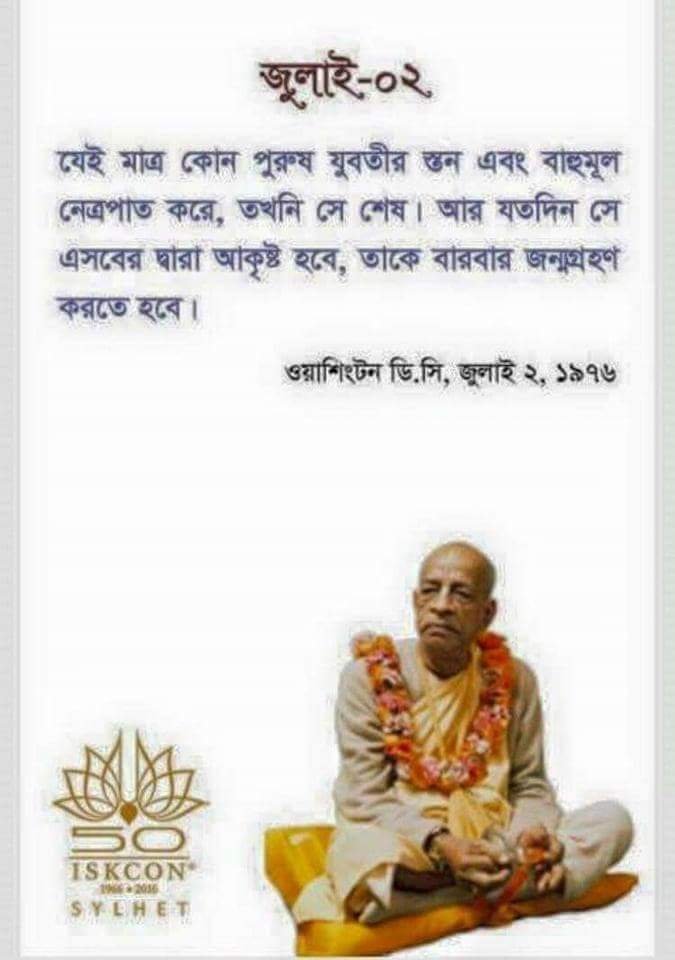 জুলাই-০২
যেই মাত্র কোন পুরুষ যুবতীর স্তন এবং বাহুমূল
নেত্রপাত করে, তখনি সে শেষ। আর যতদিন সে
এসবের দ্বারা আকৃষ্ট হবে, তাকে বারবার জন্মগ্রহণ
করতে হবে।
ওয়াশিংটন ডি.সি, জুলাই ২, ১৯৭৬
50
ISKCON®
1966 • 2016
SYLHET